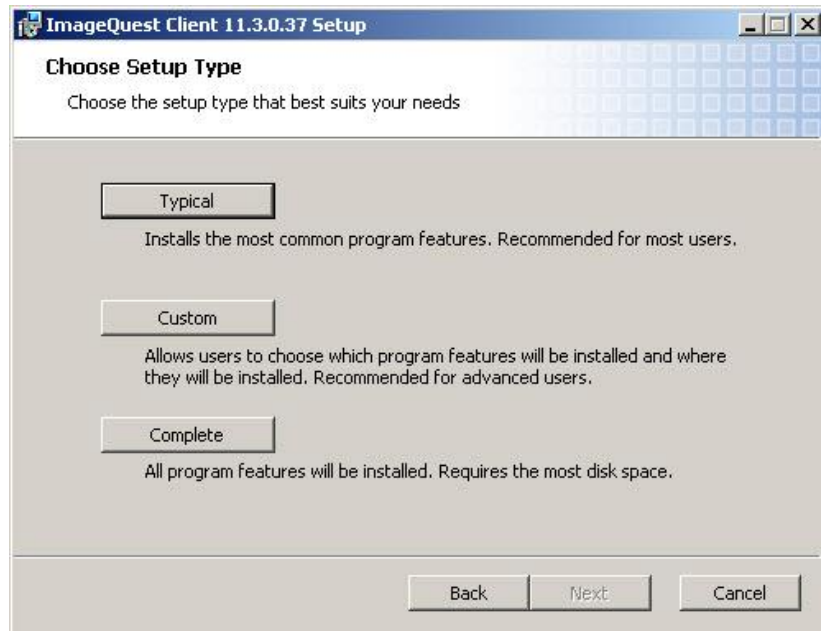 ImageQuest Client 11.3.0.37 Setup
Choose Setup Type
Choose the setup type that best suits your needs
Typical
Installs the most common program features. Recommended for most users.
Custom
Allows users to choose which program features will be installed and where
they will be installed. Recommended for advanced users.
Complete
All program features will be installed. Requires the most disk space.
Back
Next
Cancel